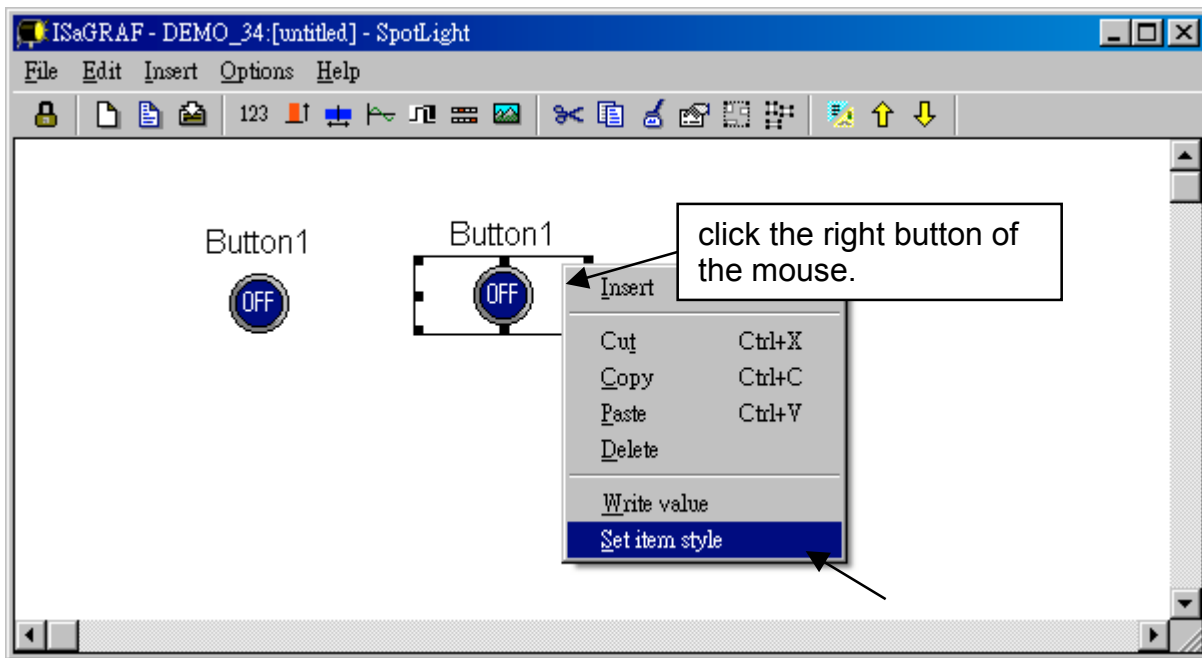 ISaGRAF - DEMO_34:[untitled] - SpotLight
File Edit Insert Options Help
123
Button1
Button1
OFF
OFF
click the right button of
the mouse.
Insert
Cut Ctrl+X
Copy Ctrl+C
Paste Ctrl+V
Delete
Write value
Set item style